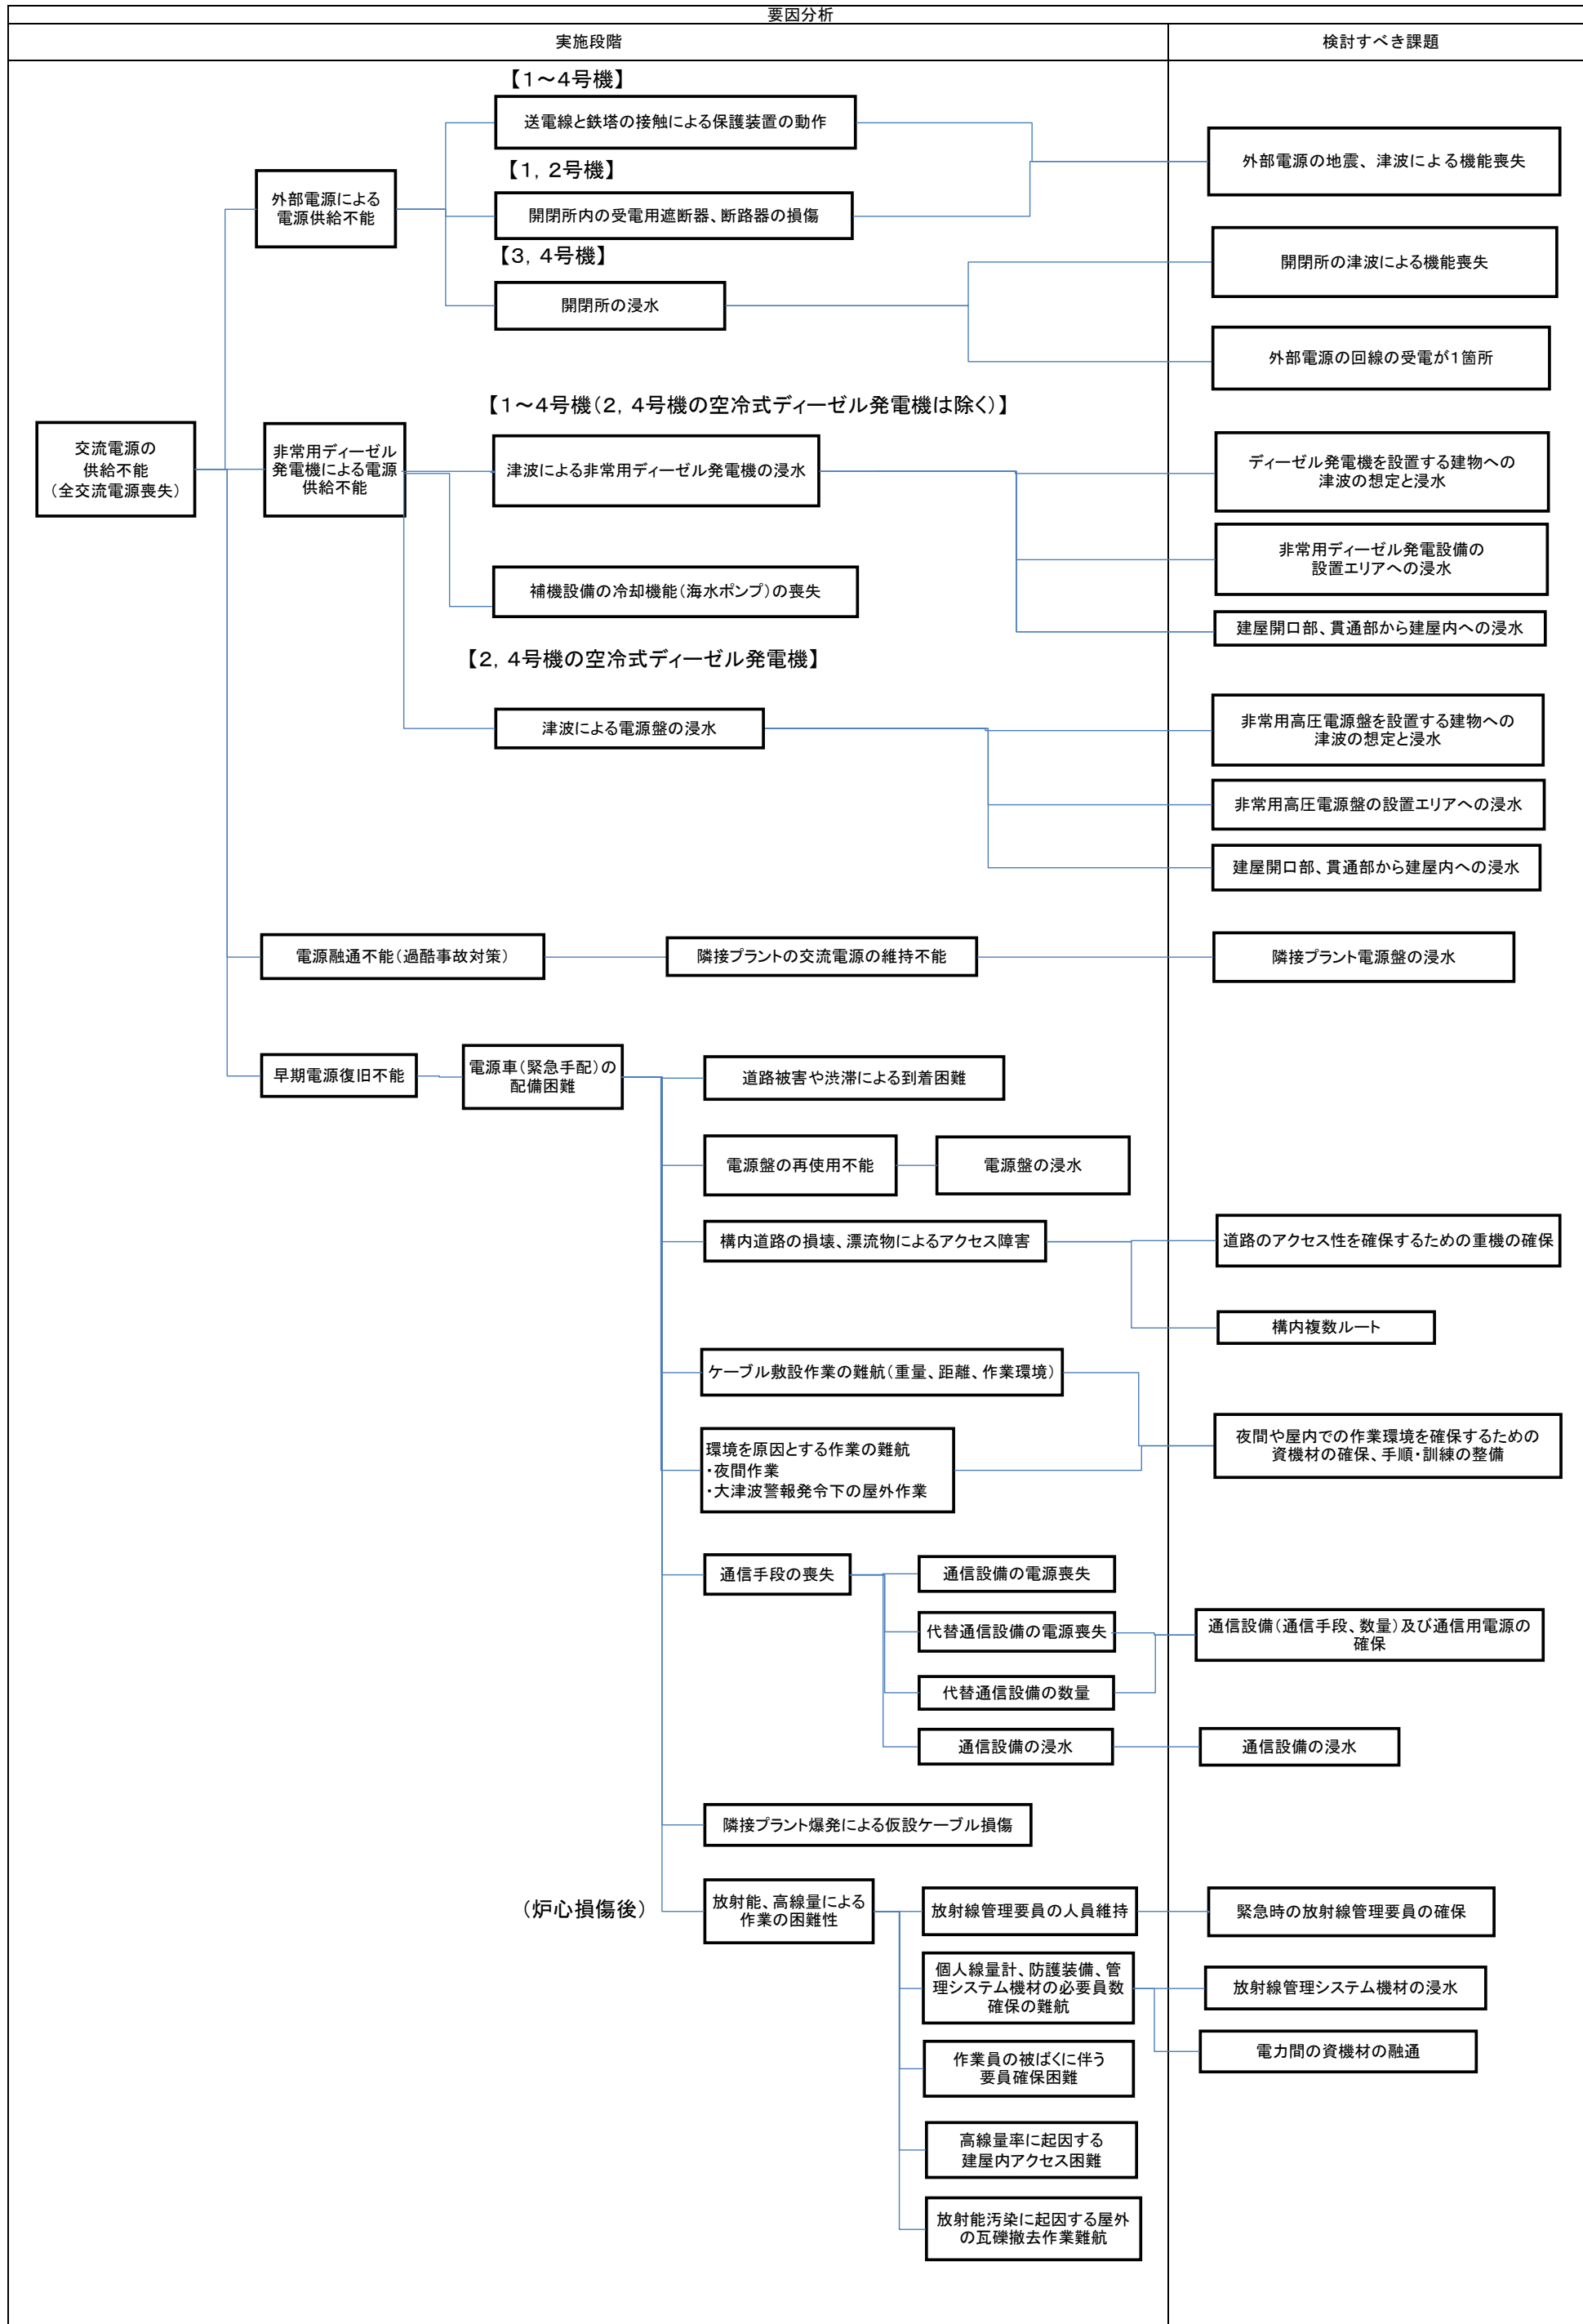 要因分析
実施段階
検討すべき課題
【1～4号機】
送電線と鉄塔の接触による保護装置の動作
外部電源の地震、津波による機能喪失
【1，2号機】
外部電源による
電源供給不能
開閉所内の受電用遮断器、断路器の損傷
【3，4号機】
開閉所の津波による機能喪失
開閉所の浸水
外部電源の回線の受電が1箇所
【1～4号機（2，4号機の空冷式ディーゼル発電機は除く）】
交流電源の
供給不能
（全交流電源喪失）
非常用ディーゼル
発電機による電源
供給不能
津波による非常用ディーゼル発電機の浸水
ディーゼル発電機を設置する建物への
津波の想定と浸水
非常用ディーゼル発電設備の
設置エリアへの浸水
補機設備の冷却機能（海水ポンプ）の喪失
建屋開口部、貫通部から建屋内への浸水
【2，4号機の空冷式ディーゼル発電機】
津波による電源盤の浸水
非常用高圧電源盤を設置する建物への
津波の想定と浸水
非常用高圧電源盤の設置エリアへの浸水
建屋開口部、貫通部から建屋内への浸水
電源融通不能（過酷事故対策）
隣接プラントの交流電源の維持不能
隣接プラント電源盤の浸水
早期電源復旧不能
電源車（緊急手配）の
配備困難
道路被害や渋滞による到着困難
電源盤の再使用不能
電源盤の浸水
構内道路の損壊、漂流物によるアクセス障害
道路のアクセス性を確保するための重機の確保
構内複数ルート
ケーブル敷設作業の難航（重量、距離、作業環境）
夜間や屋内での作業環境を確保するための
資機材の確保、手順・訓練の整備
環境を原因とする作業の難航
・夜間作業
・大津波警報発令下の屋外作業
通信手段の喪失
通信設備の電源喪失
代替通信設備の電源喪失
通信設備（通信手段、数量）及び通信用電源の
確保
代替通信設備の数量
通信設備の浸水
通信設備の浸水
隣接プラント爆発による仮設ケーブル損傷
（炉心損傷後）
放射能、高線量による
作業の困難性
放射線管理要員の人員維持
緊急時の放射線管理要員の確保
個人線量計、防護装備、管
理システム機材の必要員数
確保の難航
放射線管理システム機材の浸水
電力間の資機材の融通
作業員の被ばくに伴う
要員確保困難
高線量率に起因する
建屋内アクセス困難
放射能汚染に起因する屋外
の瓦礫撤去作業難航